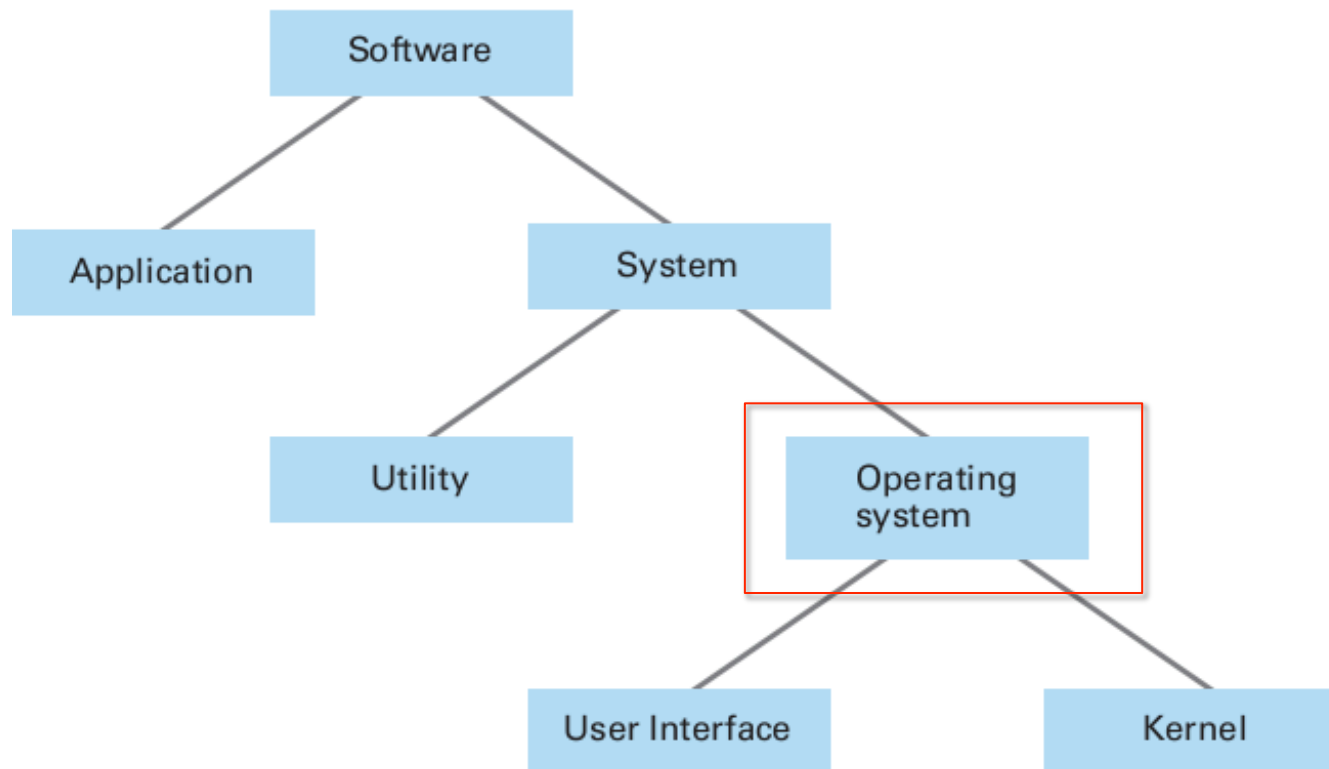 Software
Application
System
Utility
Operating
system
User Interface
Kernel